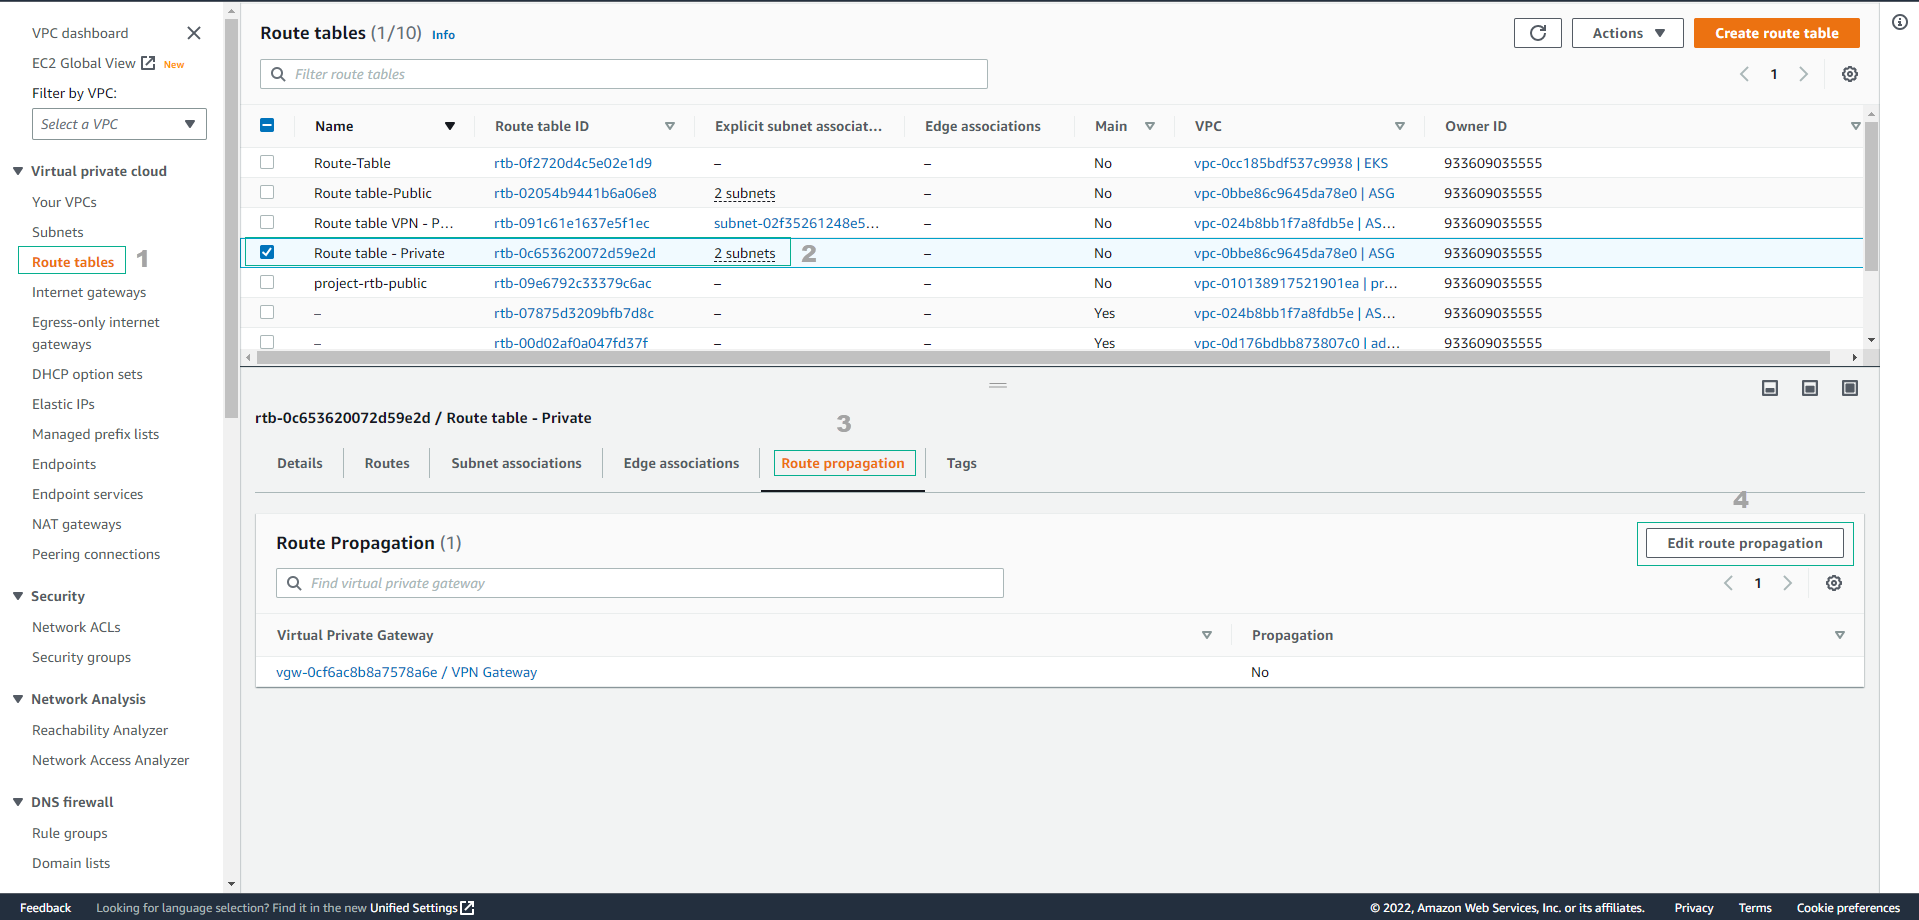 VPC dashboard
EC2 Global View New
Filter by VPC:
Select a VPC
Virtual private cloud
Your VPCs
Subnets
Route tables 1
Internet gateways
Egress-only internet
gateways
DHCP option sets
Elastic IPs
Managed prefix lists
Endpoints
Endpoint services
NAT gateways
Peering connections
Security
Network ACLs
Security groups
Network Analysis
Reachability Analyzer
Network Access Analyzer
DNS firewall
Rule groups
Domain lists
Route tables (1/10) Info
Actions
Create route table
Filter route tables
1
Name Route table ID Explicit subnet associat... Edge associations Main VPC Owner ID
Route-Table rtb-0f2720d4c5e02e1d9 – – No vpc-0cc185bdf537c9938 | EKS 933609035555
Route table-Public rtb-02054b9441b6a06e8 2 subnets – No vpc-0bbe86c9645da78e0 | ASG 933609035555
Route table VPN - P... rtb-091c61e1637e5f1ec subnet-02f35261248e5... – No vpc-024b8bb1f7a8fdb5e | AS... 933609035555
Route table - Private rtb-0c653620072d59e2d 2 subnets 2 – No vpc-0bbe86c9645da78e0 | ASG 933609035555
project-rtb-public rtb-09e6792c33379c6ac – – No vpc-010138917521901ea | pr... 933609035555
– rtb-07875d3209bfb7d8c – – Yes vpc-024b8bb1f7a8fdb5e | AS... 933609035555
– rtb-00d02af0a047fd37f – – Yes vpc-0d176bdbb873807c0 | ad... 933609035555
rtb-0c653620072d59e2d / Route table - Private
3
Details Routes Subnet associations Edge associations Route propagation Tags
4
Route Propagation (1)
Edit route propagation
Find virtual private gateway
1
Virtual Private Gateway Propagation
vgw-0cf6ac8b8a7578a6e / VPN Gateway No
Feedback Looking for language selection? Find it in the new Unified Settings © 2022, Amazon Web Services, Inc. or its affiliates. Privacy Terms Cookie preferences